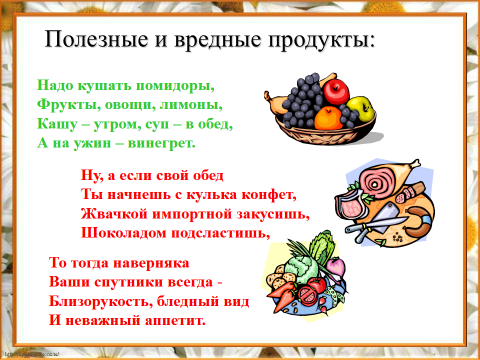 Полезные и вредные продукты:
Надо кушать помидоры,
Фрукты, овощи, лимоны,
Кашу – утром, суп – в обед,
А на ужин – винегрет.
Ну, а если свой обед
Ты начнешь с кулька конфет,
Жвачкой импортной закусишь,
Шоколадом подсластишь,
То тогда наверняка
Ваши спутники всегда -
Близорукость, бледный вид
И неважный аппетит.